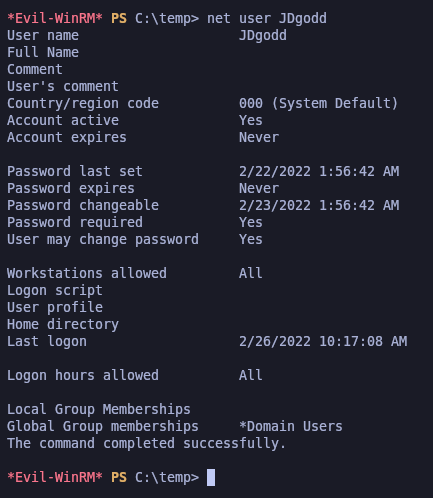 *Evil-WinRM* PS C:\temp> net user JDgodd
User name                    JDgodd
Full Name
Comment
User's comment
Country/region code          000 (System Default)
Account active               Yes
Account expires              Never

Password last set            2/22/2022 1:56:42 AM
Password expires             Never
Password changeable          2/23/2022 1:56:42 AM
Password required            Yes
User may change password     Yes

Workstations allowed         All
Logon script
User profile
Home directory
Last logon                   2/26/2022 10:17:08 AM

Logon hours allowed          All

Local Group Memberships
Global Group memberships     *Domain Users
The command completed successfully.

*Evil-WinRM* PS C:\temp>